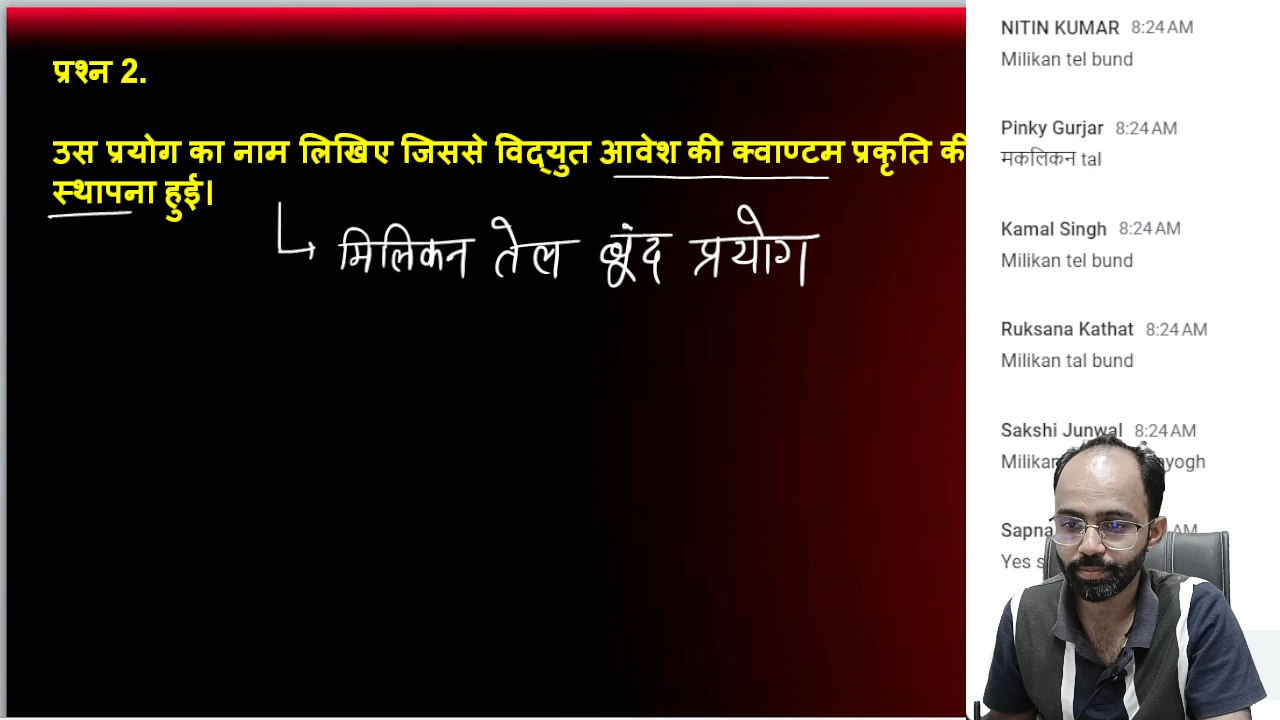 प्रश्न 2.
उस प्रयोग का नाम लिखिए जिससे विद्युत आवेश की क्वाण्टम प्रकृति की
स्थापना हुई।
मिलिकन तेल बूंद प्रयोग
NITIN KUMAR 8:24 AM
Milikan tel bund
Pinky Gurjar 8:24 AM
मकलिकन tal
Kamal Singh 8:24 AM
Milikan tel bund
Ruksana Kathat 8:24 AM
Milikan tal bund
Sakshi Junwal 8:24 AM
Sapna
Yes